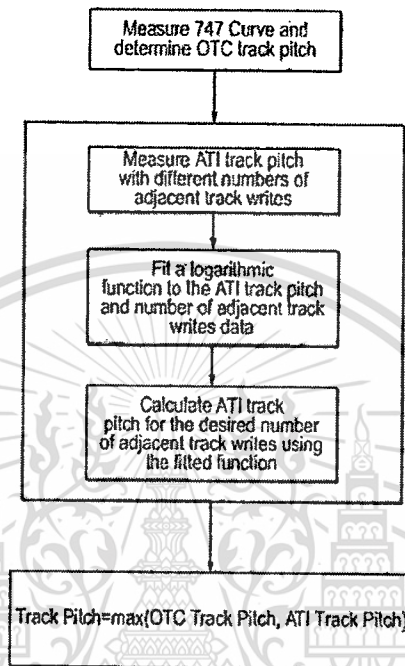 Measure 747 Curve and
determine OTC track pitch
Measure ATI track pitch
with different numbers of
adjacent track writes
Fit a logarithmic
function to the ATI track pitch
and number of adjacent track
writes data
Calculate ATI track
pitch for the desired number
of adjacent track writes using
the fitted function
Track Pitch=max(OTC Track Pitch, ATI Track Pitch)